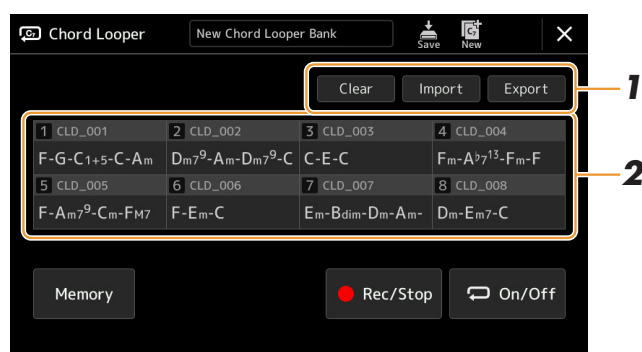 Chord Looper
New Chord Looper Bank
Save
New
Clear
Import
Export
1
1 CLD_001
2 CLD_002
3 CLD_003
4 CLD_004
F-G-C1+5-C-Am
Dm7⁹-Am-Dm7⁹-C
C-E-C
Fm-A♭7¹³-Fm-F
2
5 CLD_005
6 CLD_006
7 CLD_007
8 CLD_008
F-Am7⁹-Cm-FM7
F-Em-C
Em-Bdim-Dm-Am-
Dm-Em7-C
Memory
Rec/Stop
On/Off